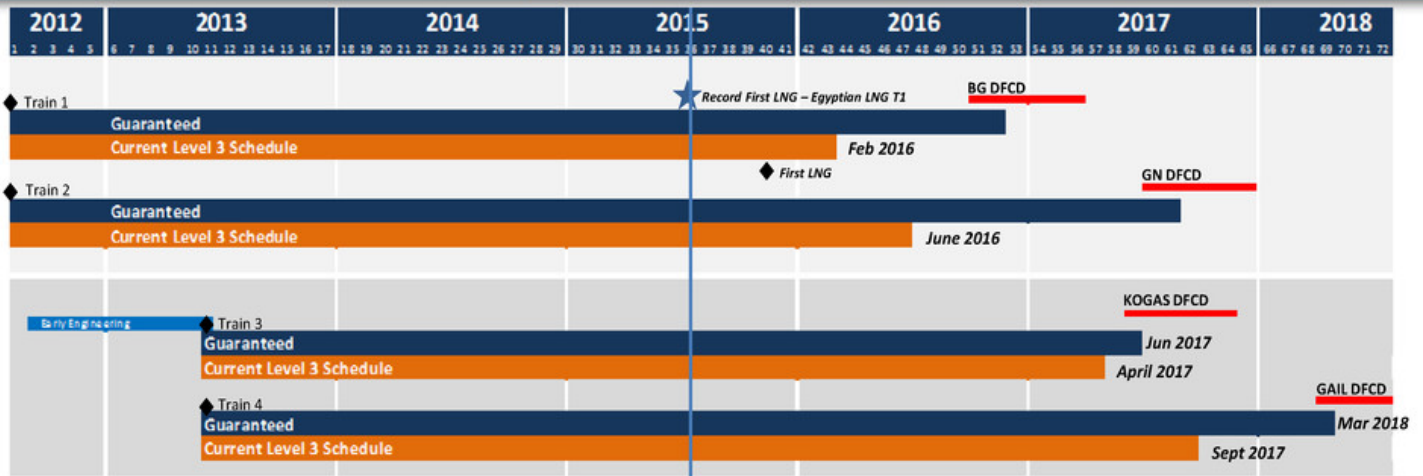 2012 2013 2014 2015 2016 2017 2018
1 2 3 4 5 6 7 8 9 10 11 12 13 14 15 16 17 18 19 20 21 22 23 24 25 26 27 28 29 30 31 32 33 34 35 36 37 38 39 40 41 42 43 44 45 46 47 48 49 50 51 52 53 54 55 56 57 58 59 60 61 62 63 64 65 66 67 68 69 70 71 72
BG DFCD
Train 1
Record First LNG – Egyptian LNG T1
Guaranteed
Current Level 3 Schedule
Feb 2016
First LNG
GN DFCD
Train 2
Guaranteed
Current Level 3 Schedule
June 2016
KOGAS DFCD
Early Engineering
Train 3
Guaranteed
Jun 2017
Current Level 3 Schedule
April 2017
GAIL DFCD
Train 4
Guaranteed
Mar 2018
Current Level 3 Schedule
Sept 2017